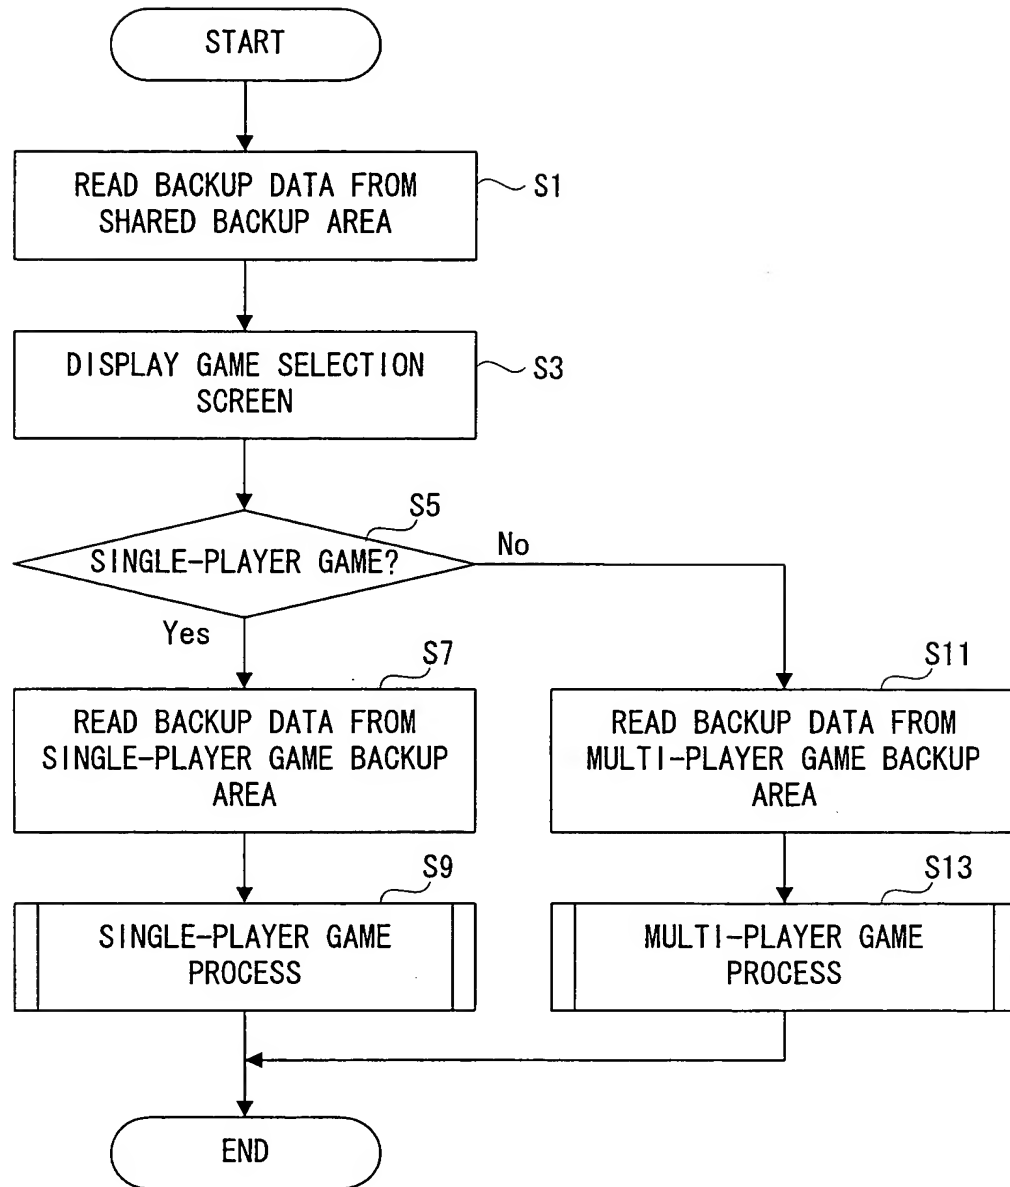 START
READ BACKUP DATA FROM
SHARED BACKUP AREA
S1
DISPLAY GAME SELECTION
SCREEN
S3
S5
SINGLE-PLAYER GAME?
No
Yes
S7
READ BACKUP DATA FROM
SINGLE-PLAYER GAME BACKUP
AREA
S11
READ BACKUP DATA FROM
MULTI-PLAYER GAME BACKUP
AREA
S9
SINGLE-PLAYER GAME
PROCESS
S13
MULTI-PLAYER GAME
PROCESS
END